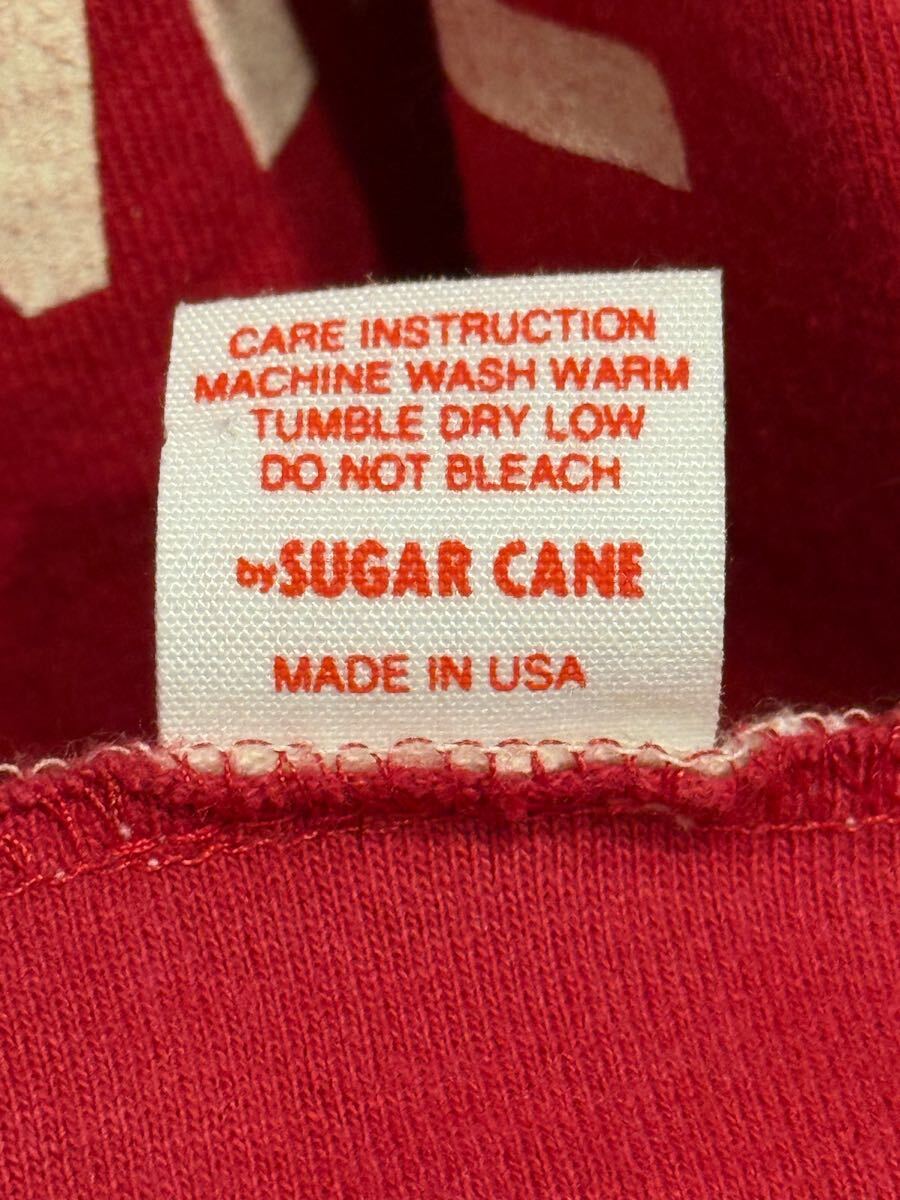 CARE INSTRUCTION
MACHINE WASH WARM
TUMBLE DRY LOW
DO NOT BLEACH
by SUGAR CANE
MADE IN USA